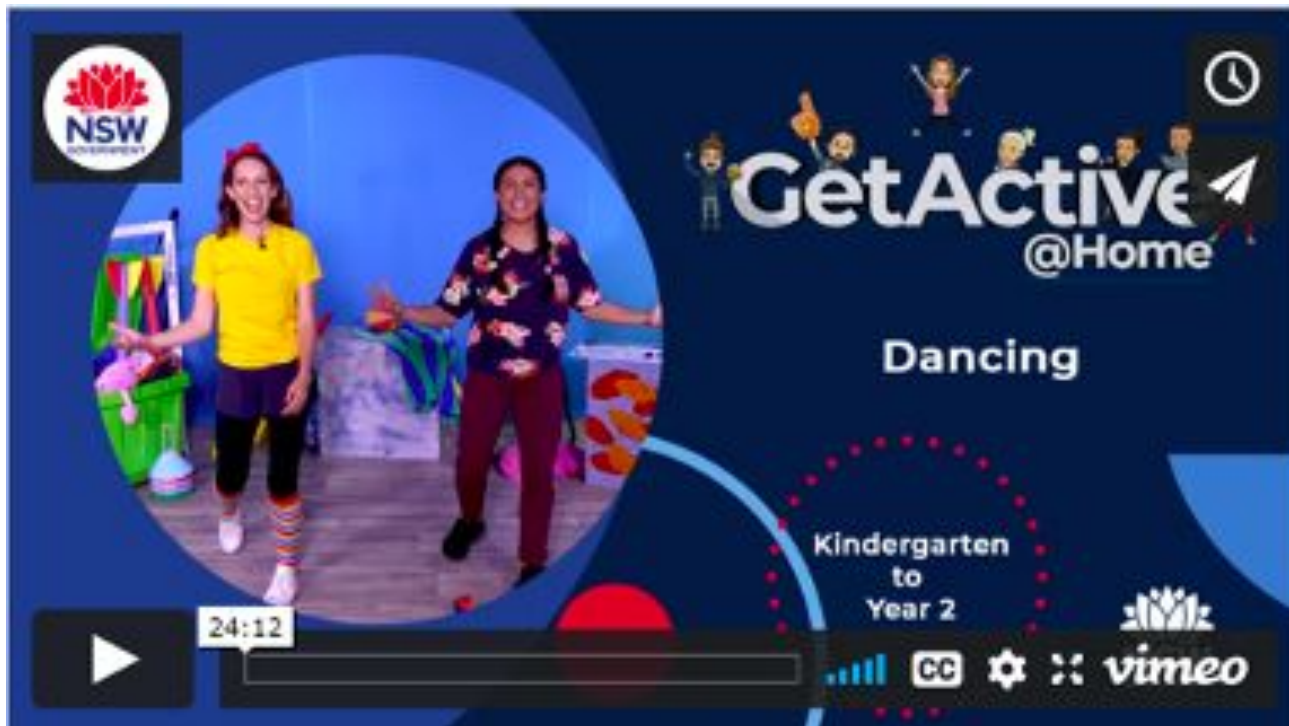 NSW
GOVERNMENT
GetActive
@Home
Dancing
Kindergarten
to
Year 2
24:12
CC
vimeo